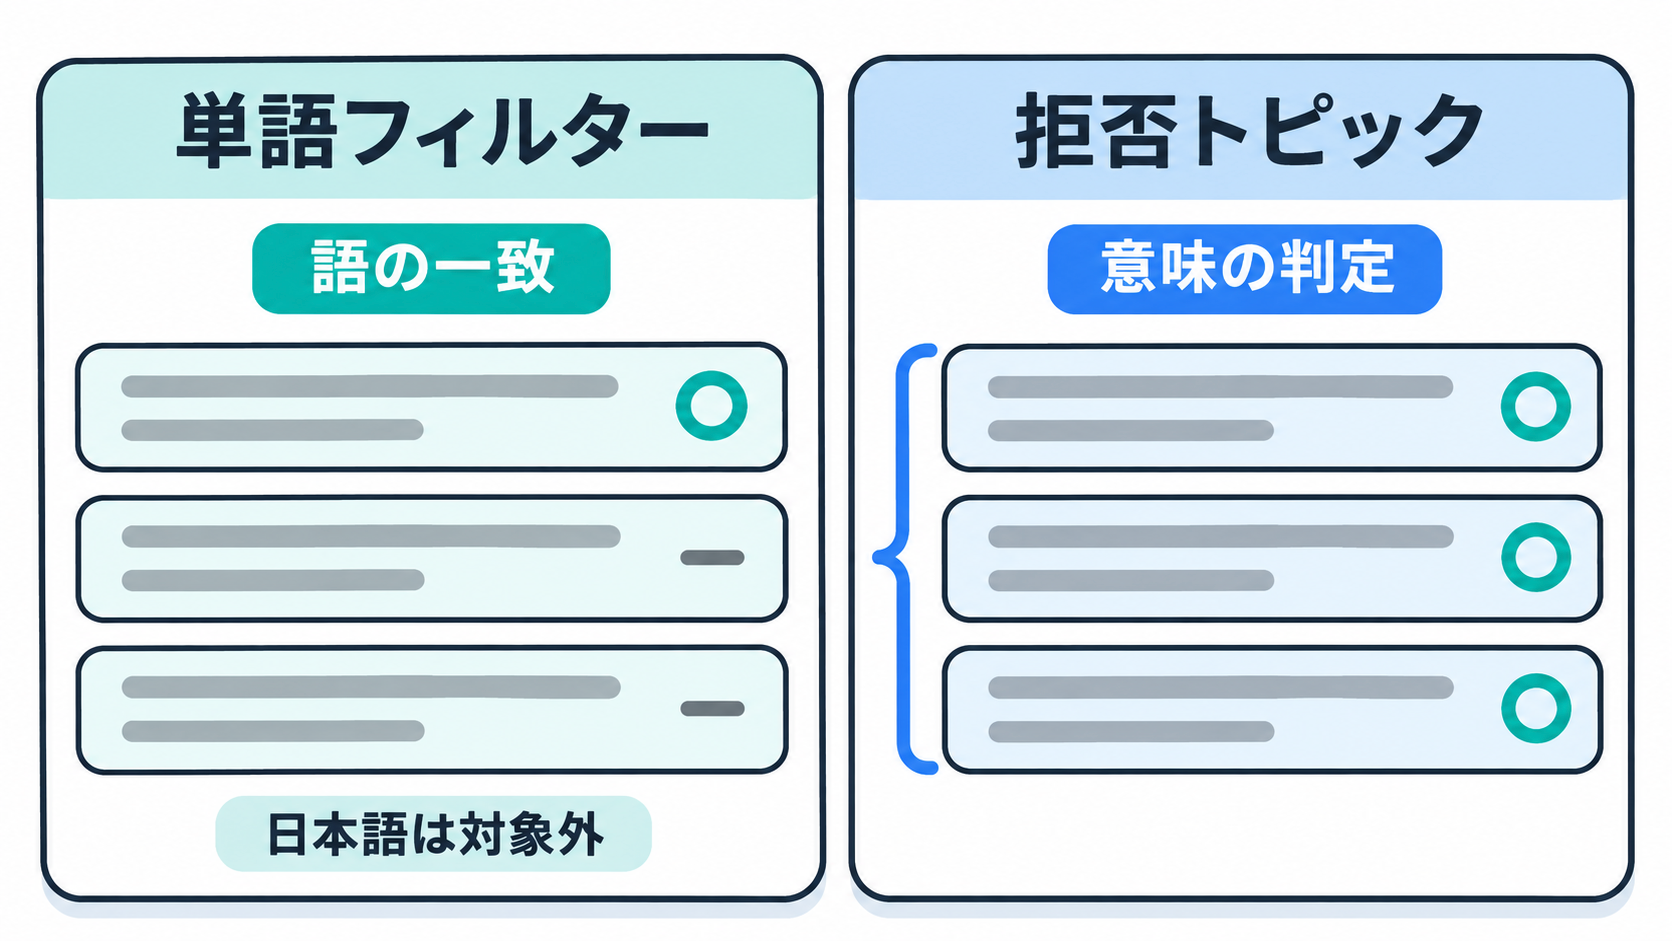 単語フィルター
語の一致
日本語は対象外
拒否トピック
意味の判定